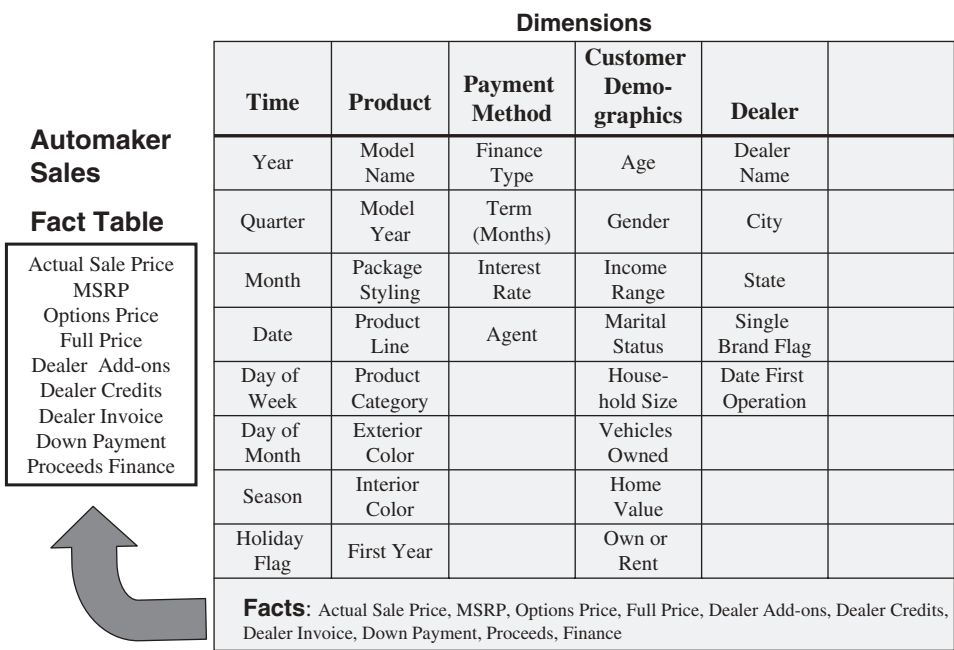 Dimensions
Automaker
Sales
Fact Table
Actual Sale Price
MSRP
Options Price
Full Price
Dealer Add-ons
Dealer Credits
Dealer Invoice
Down Payment
Proceeds Finance
Time
Product
Payment
Method
Customer
Demo-
graphics
Dealer
Year
Model
Name
Finance
Type
Age
Dealer
Name
Quarter
Model
Year
Term
(Months)
Gender
City
Month
Package
Styling
Interest
Rate
Income
Range
State
Date
Product
Line
Agent
Marital
Status
Single
Brand Flag
Day of
Week
Product
Category
House-
hold Size
Date First
Operation
Day of
Month
Exterior
Color
Vehicles
Owned
Season
Interior
Color
Home
Value
Holiday
Flag
First Year
Own or
Rent
Facts: Actual Sale Price, MSRP, Options Price, Full Price, Dealer Add-ons, Dealer Credits,
Dealer Invoice, Down Payment, Proceeds, Finance